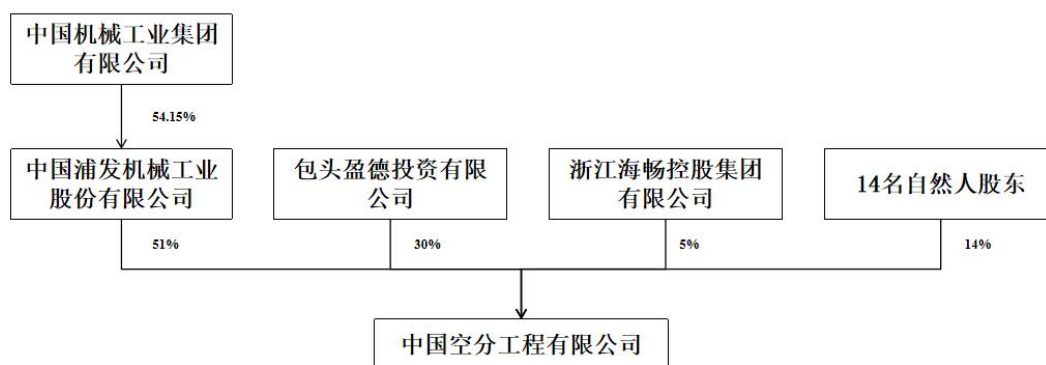 中国机械工业集团
有限公司
54.15%
中国浦发机械工业
股份有限公司
包头盈德投资有限
公司
浙江海畅控股集团
有限公司
14名自然人股东
51%
30%
5%
14%
中国空分工程有限公司